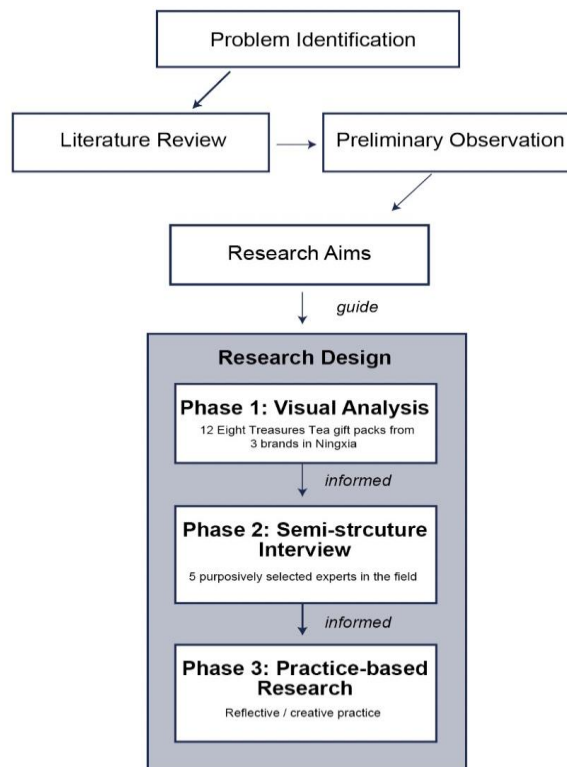 Problem Identification
Literature Review
Preliminary Observation
Research Aims
guide
Research Design
Phase 1: Visual Analysis
12 Eight Treasures Tea gift packs from
3 brands in Ningxia
informed
Phase 2: Semi-strcuture
Interview
5 purposively selected experts in the field
informed
Phase 3: Practice-based
Research
Reflective / creative practice